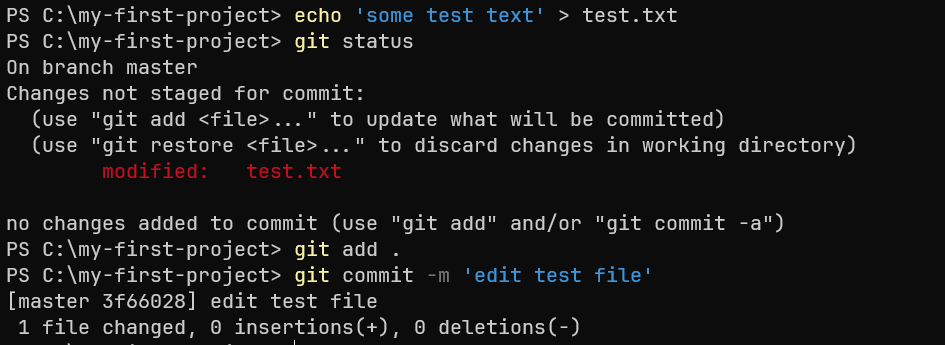 PS C:\my-first-project> echo 'some test text' > test.txt
PS C:\my-first-project> git status
On branch master
Changes not staged for commit:
  (use "git add <file>..." to update what will be committed)
  (use "git restore <file>..." to discard changes in working directory)
        modified:   test.txt

no changes added to commit (use "git add" and/or "git commit -a")
PS C:\my-first-project> git add .
PS C:\my-first-project> git commit -m 'edit test file'
[master 3f66028] edit test file
 1 file changed, 0 insertions(+), 0 deletions(-)